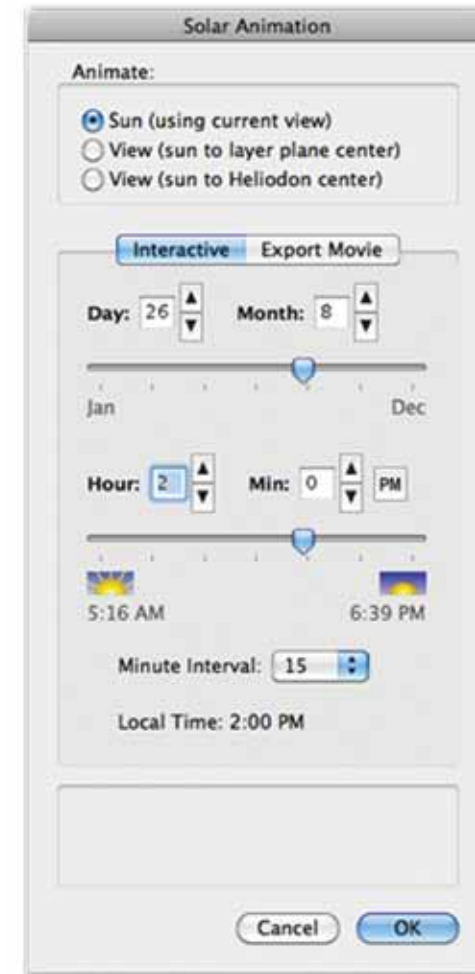 Solar Animation
Animate:
Sun (using current view)
View (sun to layer plane center)
View (sun to Heliodon center)
Interactive Export Movie
Day: 26 Month: 8
Jan Dec
Hour: 2 Min: 0 PM
5:16 AM 6:39 PM
Minute Interval: 15
Local Time: 2:00 PM
Cancel OK